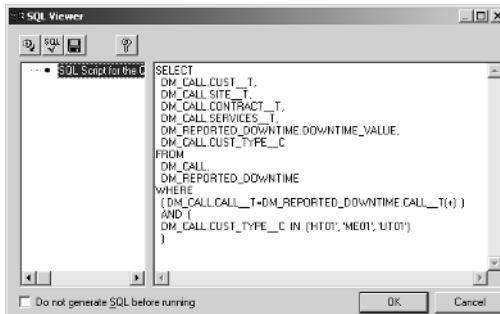 SQL Viewer
SQL
SQL Script for the C
SELECT
DM_CALL.CUST__T,
DM_CALL.SITE__T,
DM_CALL.CONTRACT__T,
DM_CALL.SERVICES__T,
DM_REPORTED_DOWNTIME.DOWNTIME_VALUE,
DM_CALL.CUST_TYPE__C
FROM
DM_CALL,
DM_REPORTED_DOWNTIME
WHERE
( DM_CALL.CALL__T=DM_REPORTED_DOWNTIME.CALL__T(+) )
AND (
DM_CALL.CUST_TYPE__C IN ('HT01', 'ME01', 'UT01')
)
Do not generate SQL before running
OK
Cancel